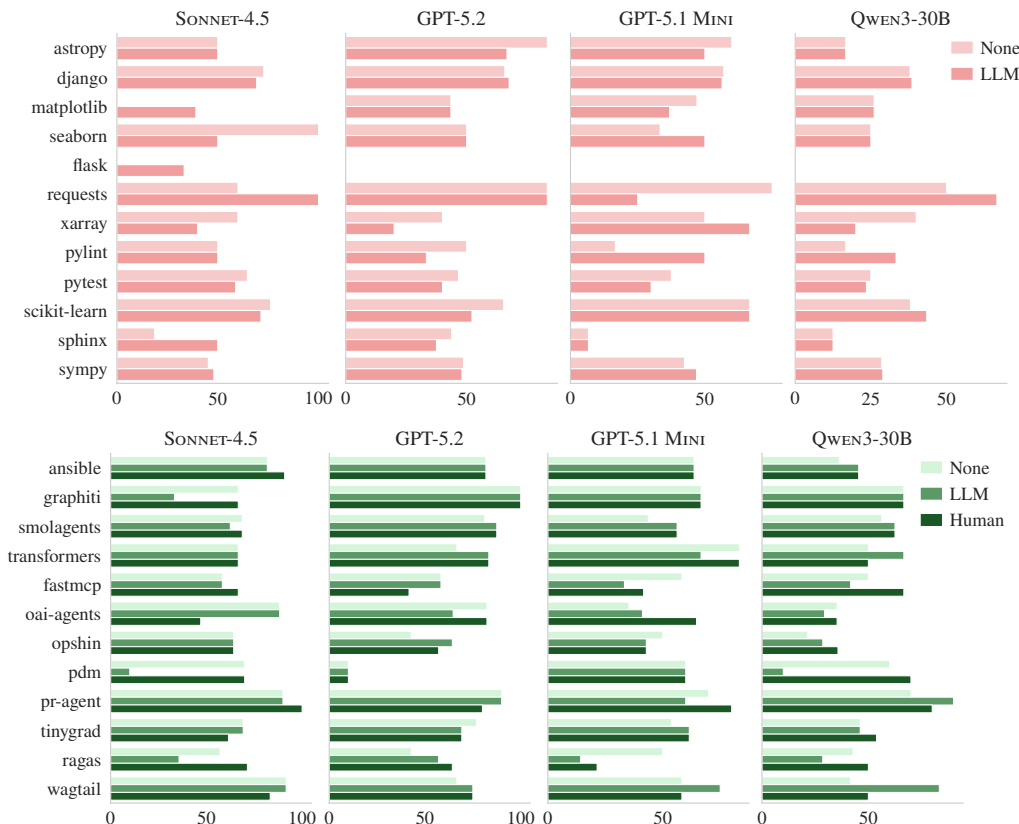 SONNET-4.5 GPT-5.2 GPT-5.1 MINI QWEN3-30B
astropy None
django LLM
matplotlib
seaborn
flask
requests
xarray
pylint
pytest
scikit-learn
sphinx
sympy
0 50 100 0 50 0 50 0 25 50
SONNET-4.5 GPT-5.2 GPT-5.1 MINI QWEN3-30B
ansible None
graphiti LLM
smolagents Human
transformers
fastmcp
oai-agents
opshin
pdm
pr-agent
tinygrad
ragas
wagtail
0 50 100 0 50 100 0 50 0 50